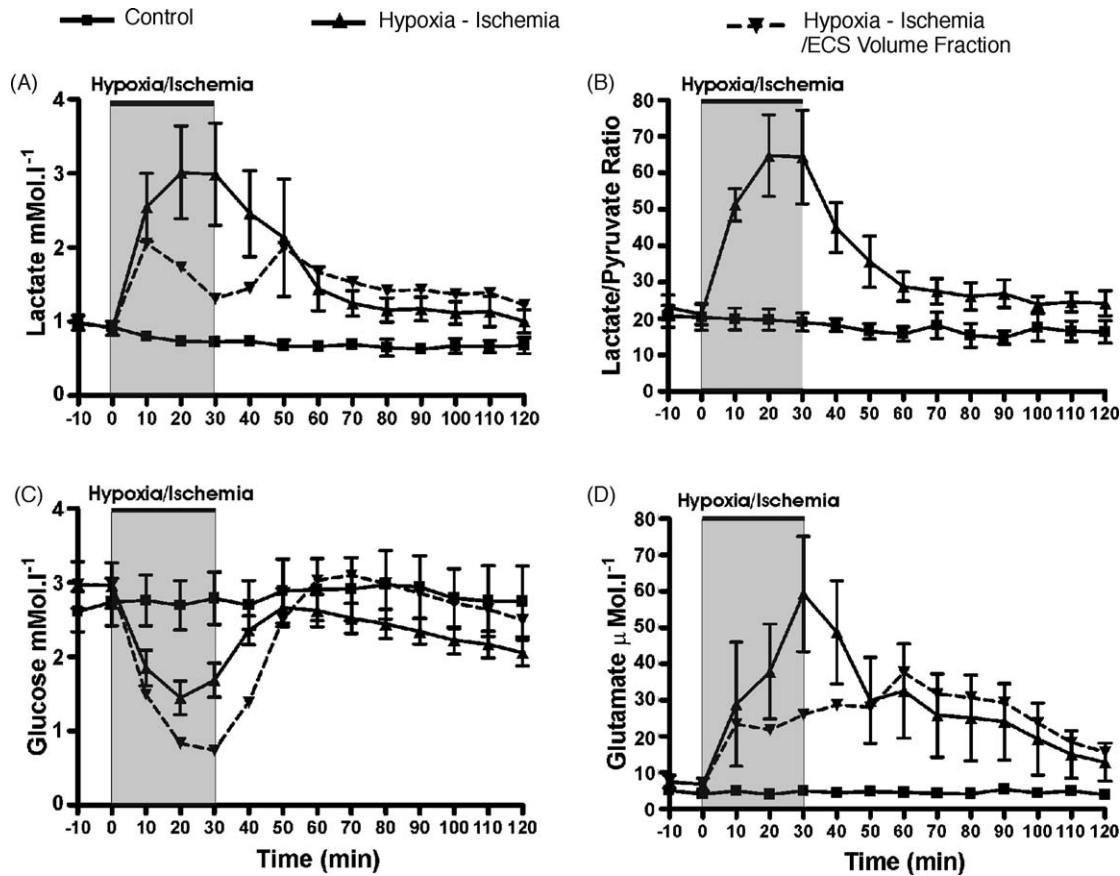 Control
Hypoxia - Ischemia
Hypoxia - Ischemia
/ECS Volume Fraction
(A)
Hypoxia/Ischemia
Lactate mMol.l-1
4
3
2
1
0
-10 0 10 20 30 40 50 60 70 80 90 100 110 120
(B)
Hypoxia/Ischemia
Lactate/Pyruvate Ratio
80
70
60
50
40
30
20
10
0
-10 0 10 20 30 40 50 60 70 80 90 100 110 120
(C)
Hypoxia/Ischemia
Glucose mMol.l-1
4
3
2
1
0
-10 0 10 20 30 40 50 60 70 80 90 100 110 120
Time (min)
(D)
Hypoxia/Ischemia
Glutamate μ Mol.l-1
80
70
60
50
40
30
20
10
0
-10 0 10 20 30 40 50 60 70 80 90 100 110 120
Time (min)